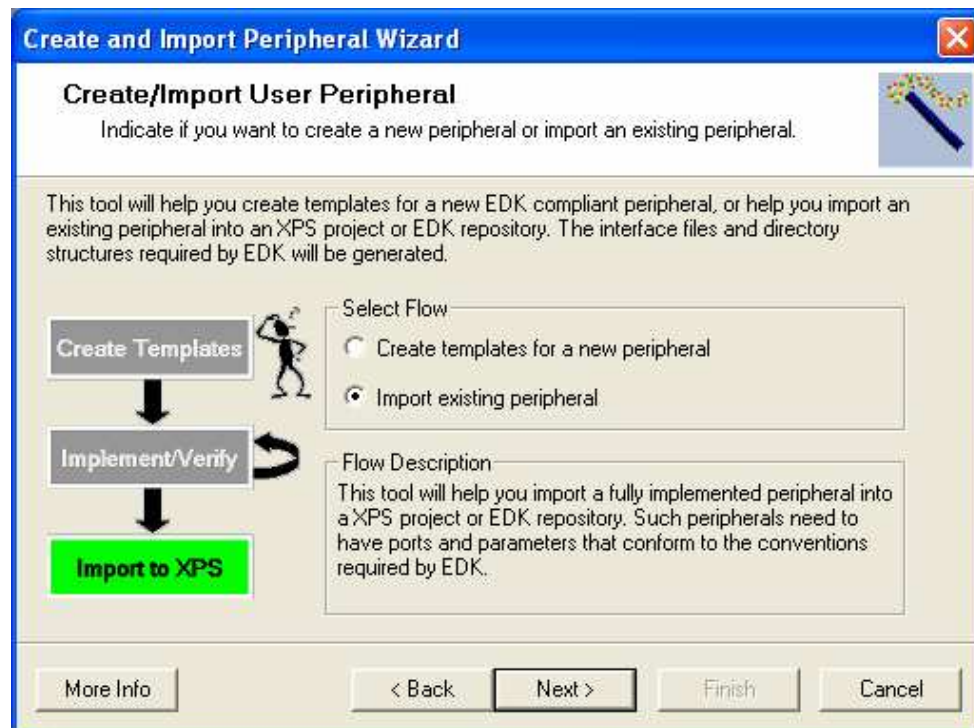 Create and Import Peripheral Wizard
Create/Import User Peripheral
Indicate if you want to create a new peripheral or import an existing peripheral.
This tool will help you create templates for a new EDK compliant peripheral, or help you import an
existing peripheral into an XPS project or EDK repository. The interface files and directory
structures required by EDK will be generated.
Create Templates
Implement/Verify
Import to XPS
Select Flow
Create templates for a new peripheral
Import existing peripheral
Flow Description
This tool will help you import a fully implemented peripheral into
a XPS project or EDK repository. Such peripherals need to
have ports and parameters that conform to the conventions
required by EDK.
More Info
< Back
Next >
Finish
Cancel